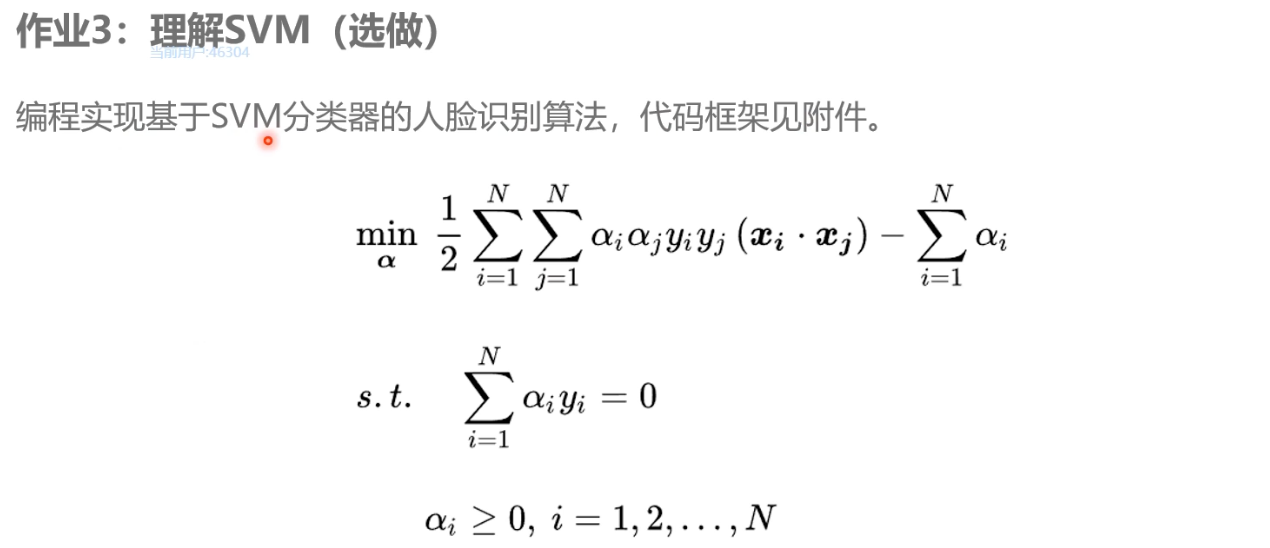 作业3：理解SVM（选做）
当前用户:46304
编程实现基于SVM分类器的人脸识别算法，代码框架见附件。
\min_{\boldsymbol{\alpha}} \frac{1}{2} \sum_{i=1}^{N} \sum_{j=1}^{N} \alpha_i \alpha_j y_i y_j (\boldsymbol{x_i} \cdot \boldsymbol{x_j}) - \sum_{i=1}^{N} \alpha_i
s.t. \sum_{i=1}^{N} \alpha_i y_i = 0
\alpha_i \geq 0, i = 1, 2, \ldots, N